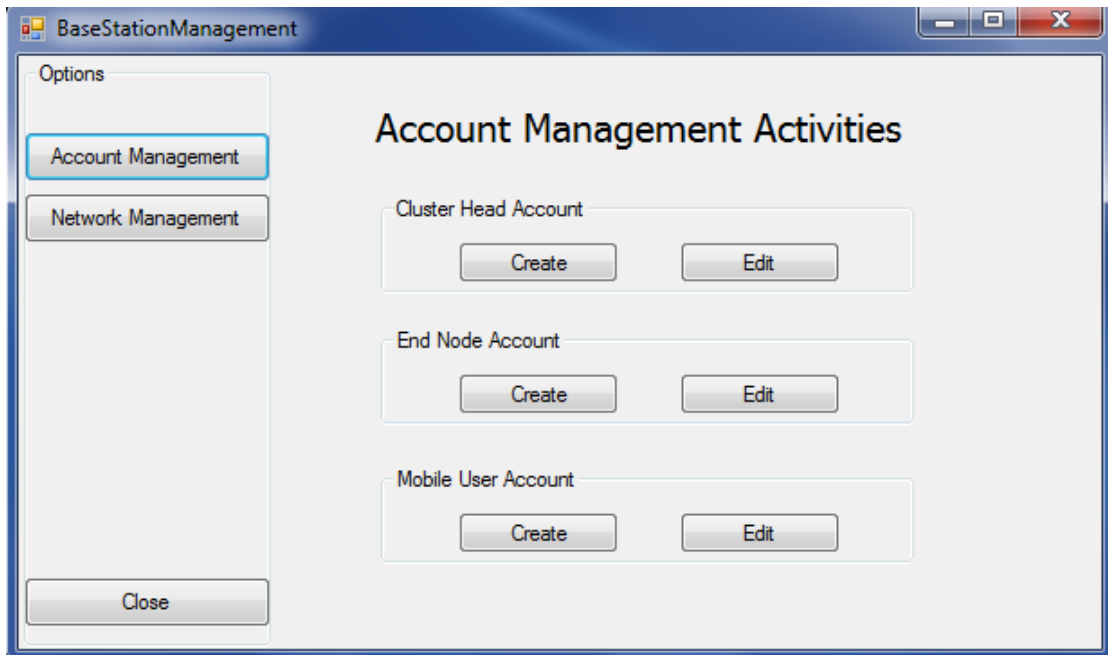 BaseStationManagement
Options
Account Management
Network Management
Close
Account Management Activities
Cluster Head Account
Create Edit
End Node Account
Create Edit
Mobile User Account
Create Edit